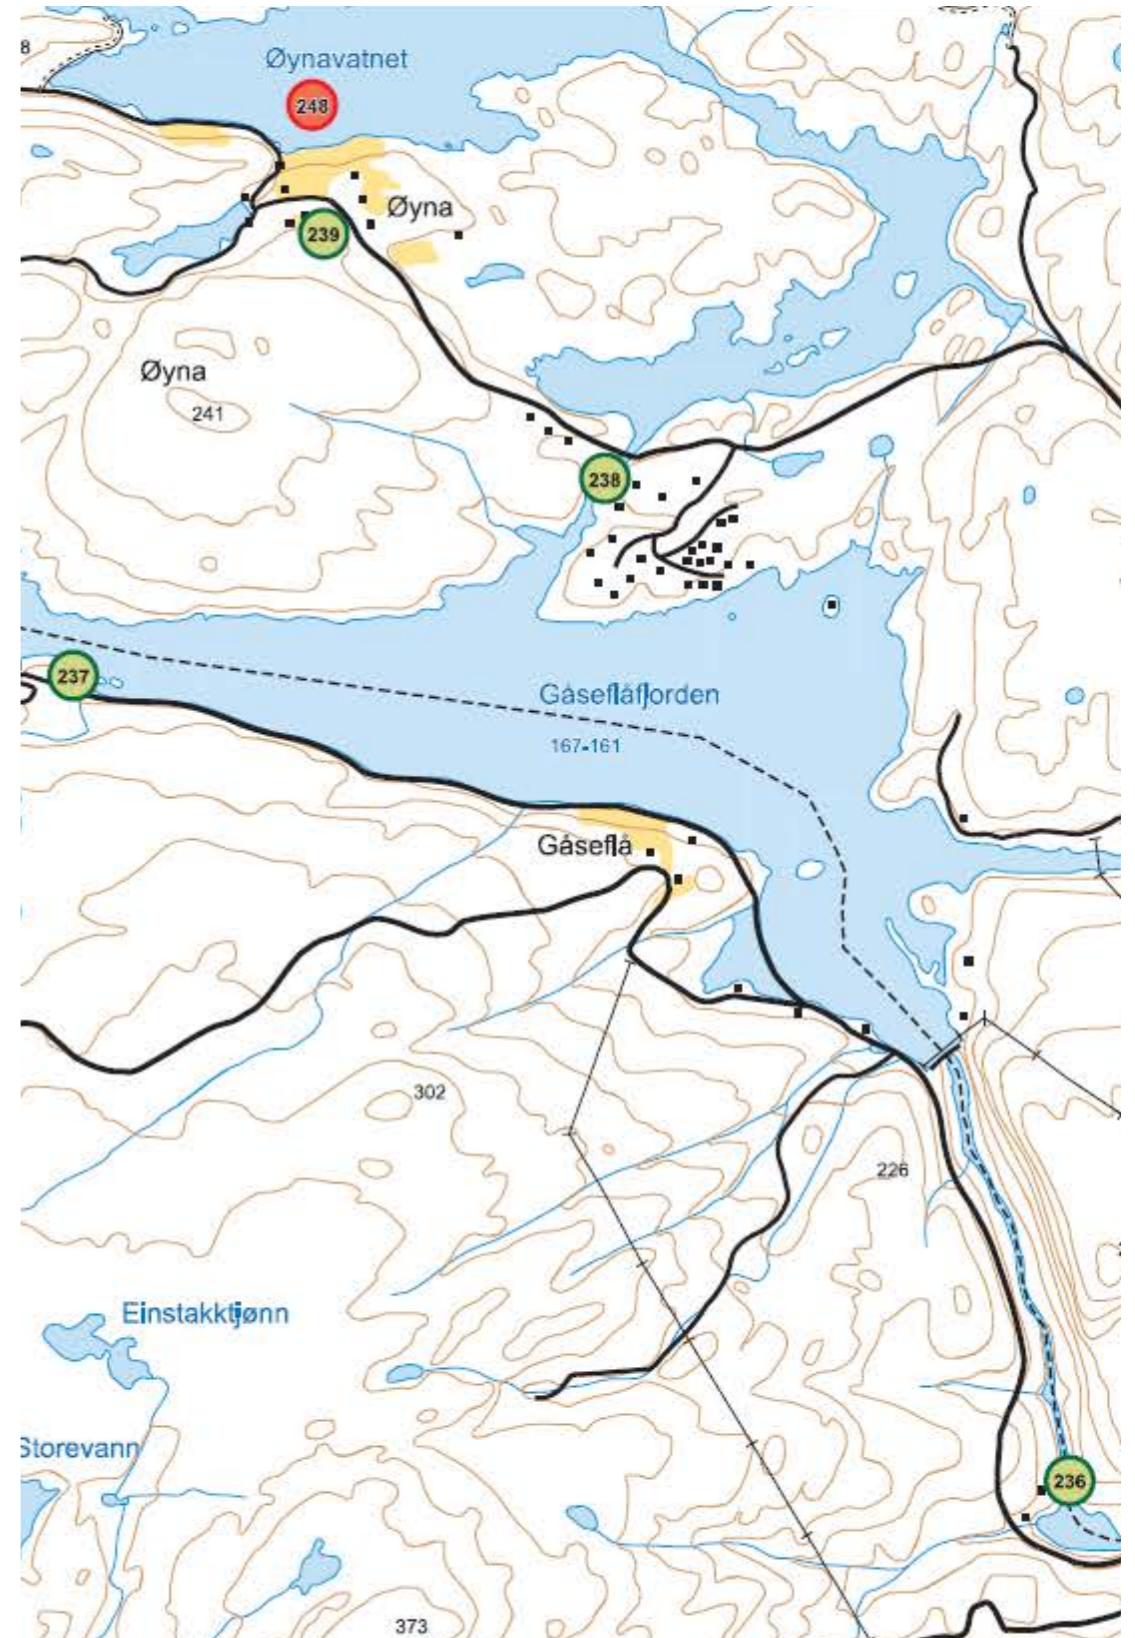 8
Øynavatnet
248
Øyna
239
Øyna
241
238
237
Gåseflåfjorden
167-161
Gåseflå
302
226
Einstakktjønn
Storevann
236
373